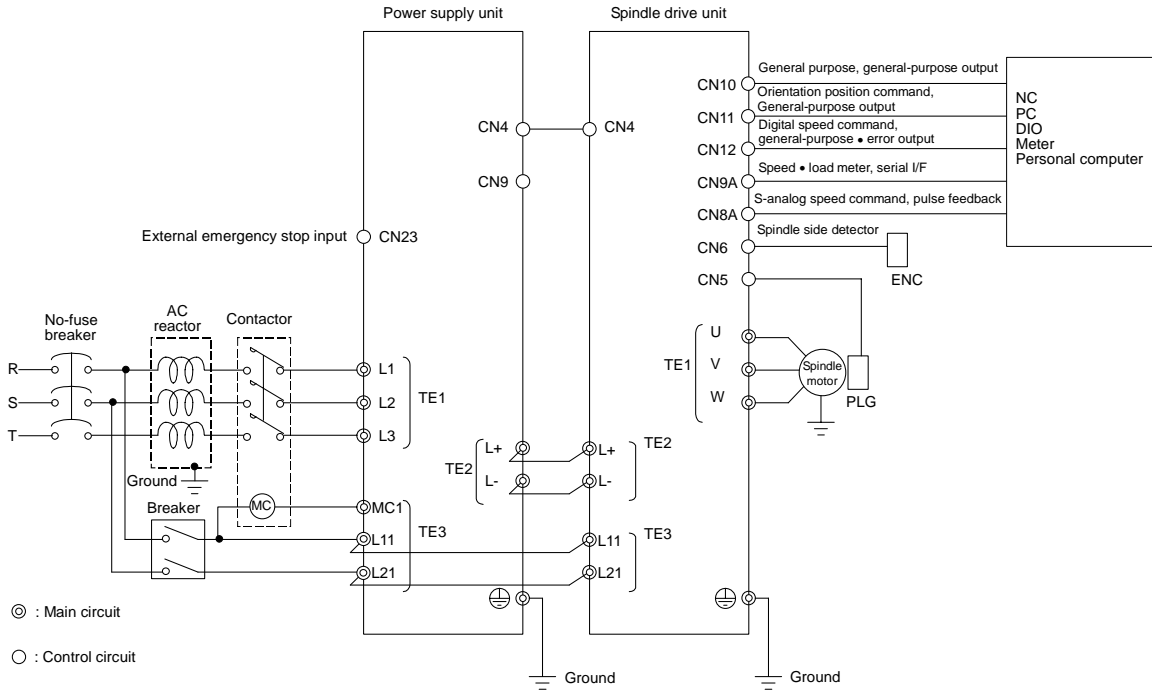 Power supply unit
Spindle drive unit
General purpose, general-purpose output
CN10
Orientation position command,
General-purpose output
CN11
Digital speed command,
general-purpose • error output
CN12
Speed • load meter, serial I/F
CN9A
S-analog speed command, pulse feedback
CN8A
Spindle side detector
CN6
ENC
CN5
NC
PC
DIO
Meter
Personal computer
CN4
CN4
CN9
External emergency stop input
CN23
No-fuse
breaker
AC
reactor
Contactor
R
S
T
L1
L2
L3
TE1
Ground
Breaker
MC
MC1
L11
L21
TE3
TE2
L+
L-
L+
L-
TE2
L11
L21
TE3
TE1
U
V
W
Spindle
motor
PLG
Ground
Ground
: Main circuit
: Control circuit